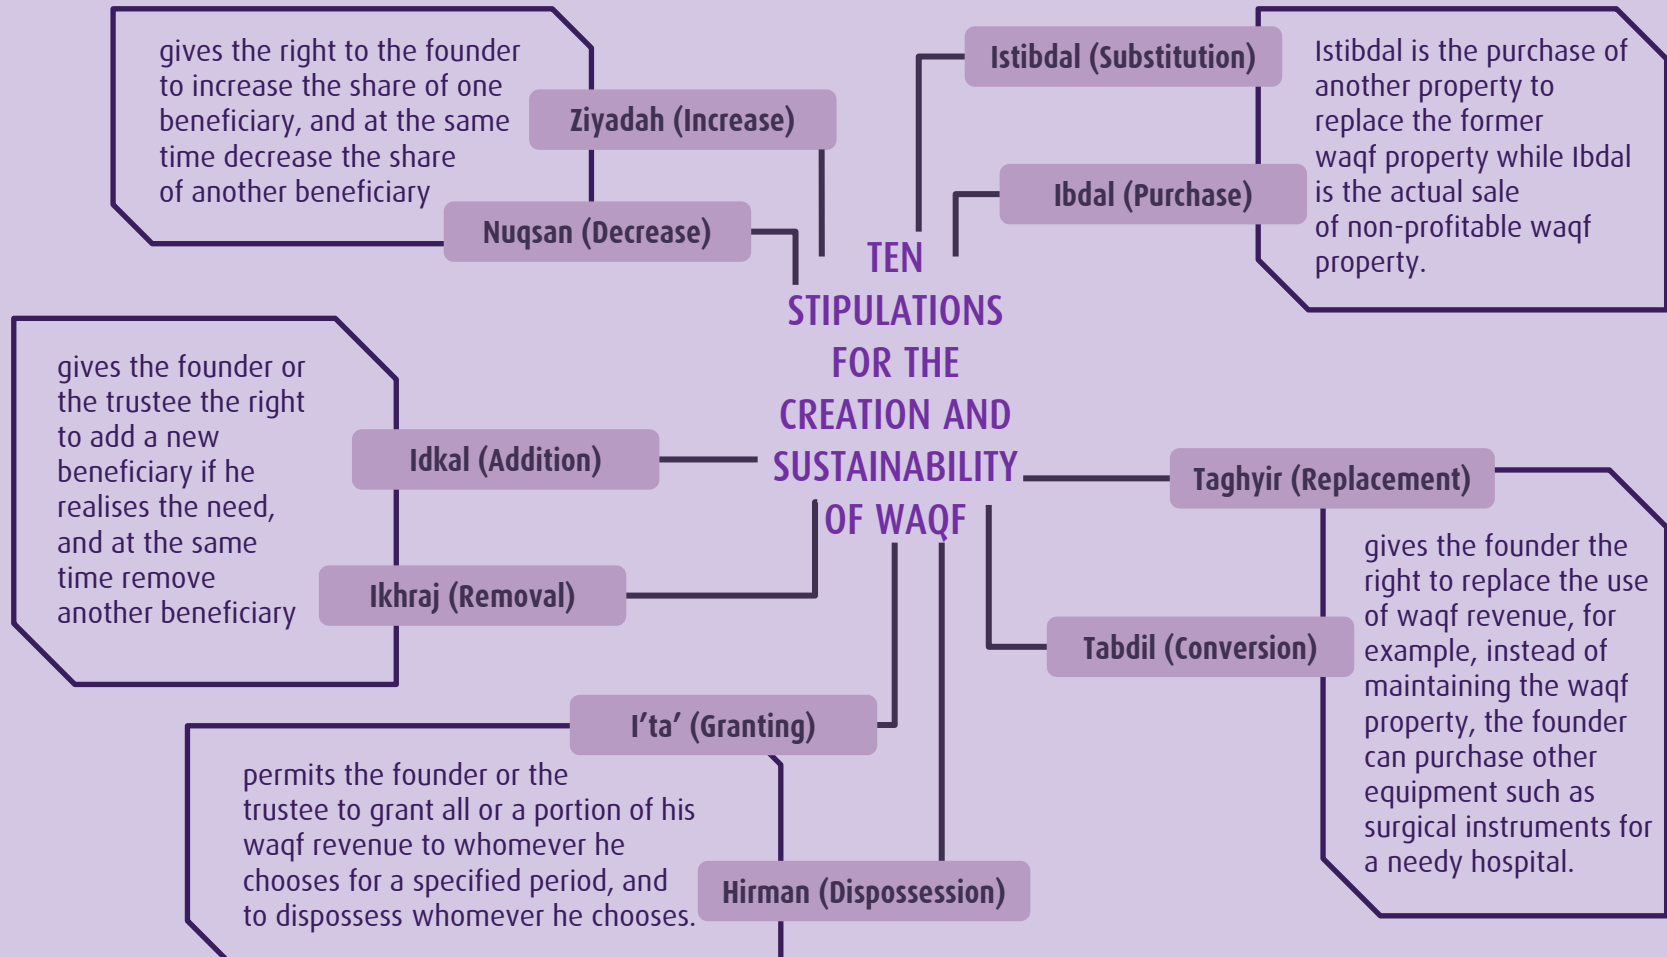 gives the right to the founder
to increase the share of one
beneficiary, and at the same
time decrease the share
of another beneficiary
Ziyadah (Increase)
Nuqsan (Decrease)
Istibdal (Substitution)
Ibdal (Purchase)
Istibdal is the purchase of
another property to
replace the former
waqf property while Ibdal
is the actual sale
of non-profitable waqf
property.
TEN
STIPULATIONS
FOR THE
CREATION AND
SUSTAINABILITY
OF WAQF
gives the founder or
the trustee the right
to add a new
beneficiary if he
realises the need,
and at the same
time remove
another beneficiary
Idkal (Addition)
Ikhraj (Removal)
Taghyir (Replacement)
Tabdil (Conversion)
gives the founder the
right to replace the use
of waqf revenue, for
example, instead of
maintaining the waqf
property, the founder
can purchase other
equipment such as
surgical instruments for
a needy hospital.
I’ta’ (Granting)
permits the founder or the
trustee to grant all or a portion of his
waqf revenue to whomever he
chooses for a specified period, and
to dispossess whomever he chooses.
Hirman (Dispossession)